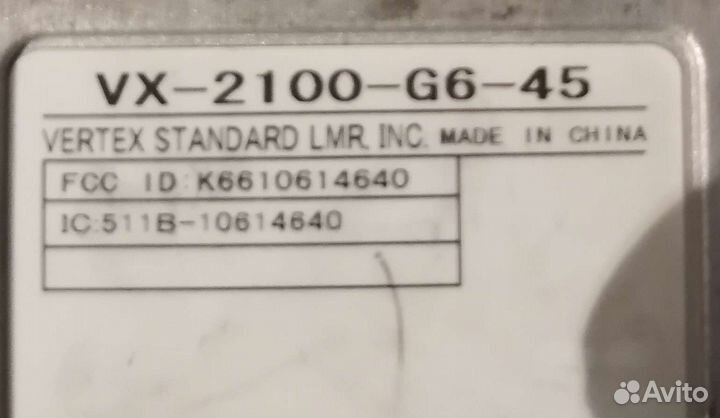 VX-2100-G6-45
VERTEX STANDARD LMR, INC. MADE IN CHINA
FCC ID:K6610614640
IC:511B-10614640
Avito